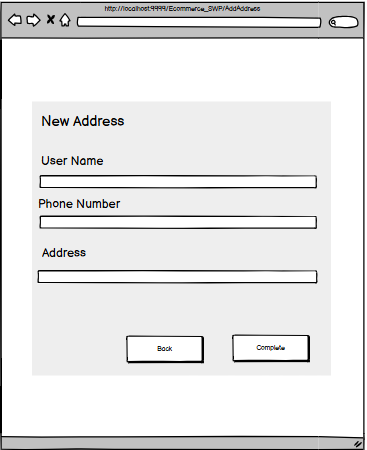 http://localhost:9999/Ecommerce_SWP/AddAddress
New Address
User Name
Phone Number
Address
Back
Complete